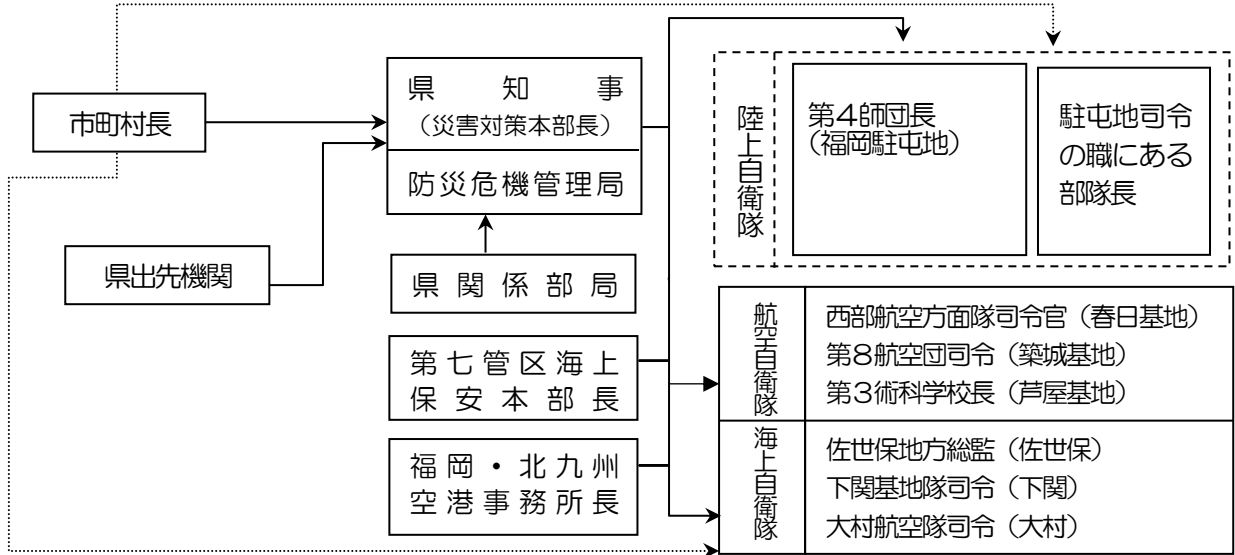 市町村長
県出先機関
県知事
（災害対策本部長）
防災危機管理局
県関係部局
第七管区海上
保安本部長
福岡・北九州
空港事務所長
陸上自衛隊
第４師団長
（福岡駐屯地）
駐屯地司令
の職にある
部隊長
航空自衛隊
西部航空方面隊司令官（春日基地）
第８航空団司令（築城基地）
第３術科学校長（芦屋基地）
海上自衛隊
佐世保地方総監（佐世保）
下関基地隊司令（下関）
大村航空隊司令（大村）